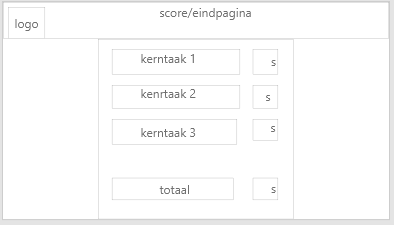 score/eindpagina
logo
kerntaak 1 s
kenrtaak 2 s
kerntaak 3 s
totaal s